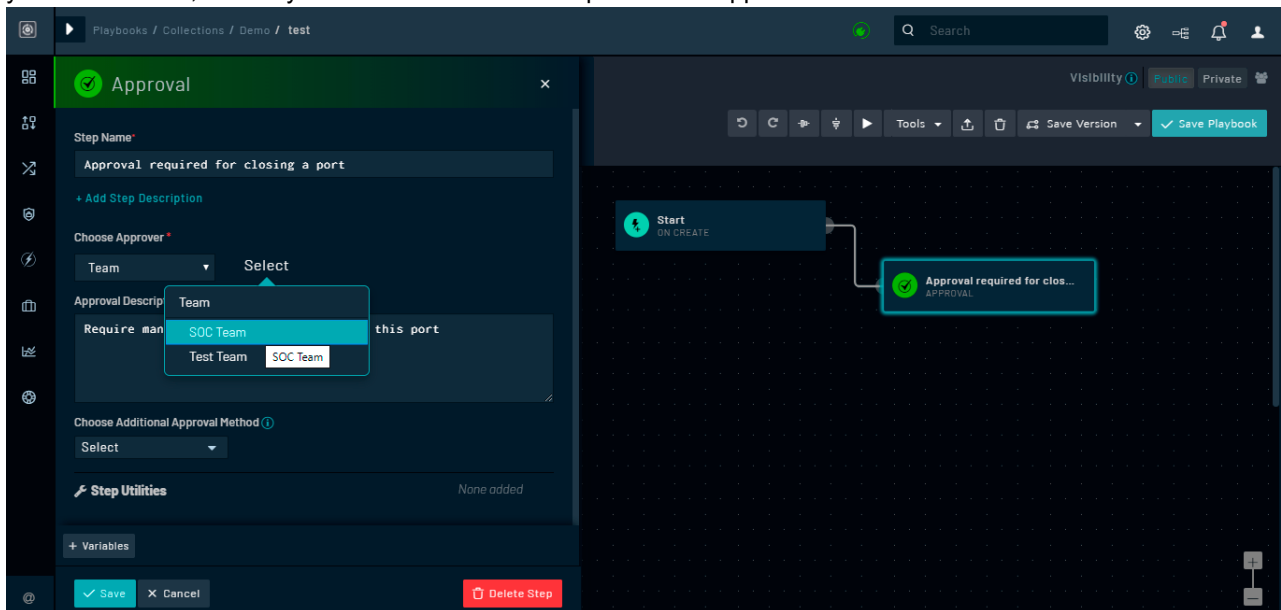 Playbooks / Collections / Demo / test
Search
Approval
×
Visibility Public Private
Tools
Save Version
Save Playbook
Step Name*
Approval required for closing a port
+ Add Step Description
Choose Approver *
Team
Select
Approval Descrip
Team
Require man
this port
SOC Team
Test Team
SOC Team
Choose Additional Approval Method
Select
Step Utilities
None added
+ Variables
Save
Cancel
Delete Step
Start
ON CREATE
Approval required for clos...
APPROVAL
@